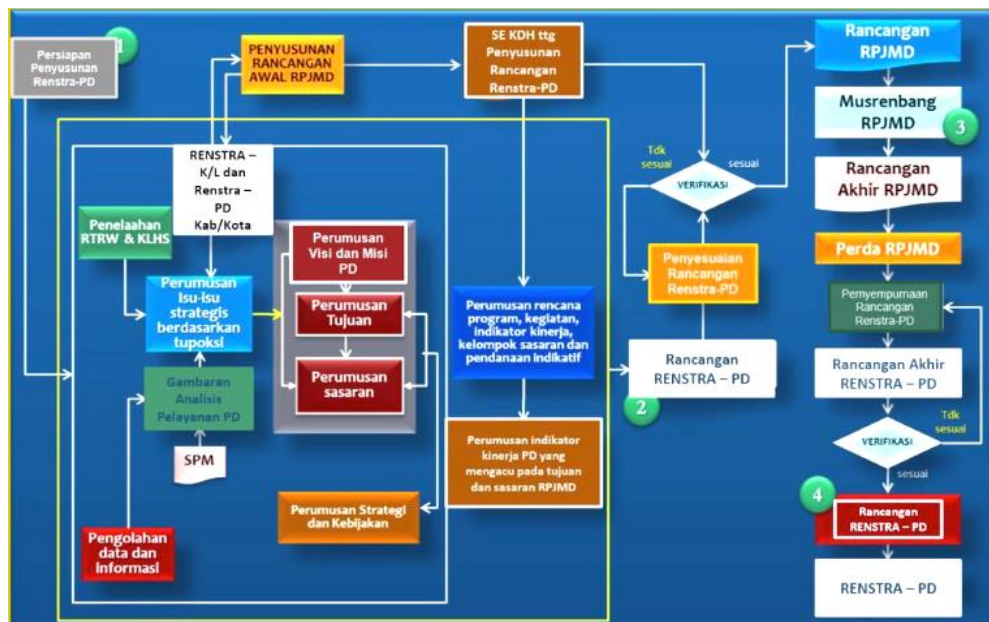 Persiapan
Penyusunan
Renstra-PD
1
PENYUSUNAN
RANCANGAN
AWAL RPJMD
SE KDH ttg
Penyusunan
Rancangan
Renstra-PD
Rancangan
RPJMD
Musrenbang
RPJMD
3
Rancangan
Akhir RPJMD
Perda RPJMD
Penyempurnaan
Rancangan
Renstra-PD
Rancangan Akhir
RENSTRA – PD
Tdk
sesuai
VERIFIKASI
sesuai
4
Rancangan
RENSTRA – PD
RENSTRA – PD
Tdk
sesuai
sesuai
VERIFIKASI
Penyesuaian
Rancangan
Renstra-PD
Rancangan
RENSTRA – PD
2
RENSTRA –
K/L dan
Renstra –
PD
Kab/Kota
Penelaahan
RTRW & KLHS
Perumusan
Isu-Isu
strategis
berdasarkan
tupoksi
Gambaran
Analisis
Pelayanan PD
SPM
Pengolahan
data dan
informasi
Perumusan
Visi dan Misi
PD
Perumusan
Tujuan
Perumusan
sasaran
Perumusan Strategi
dan Kebijakan
Perumusan rencana
program, kegiatan,
indikator kinerja,
kelompok sasaran dan
pendanaan indikatif
Perumusan indikator
kinerja PD yang
mengacu pada tujuan
dan sasaran RPJMD